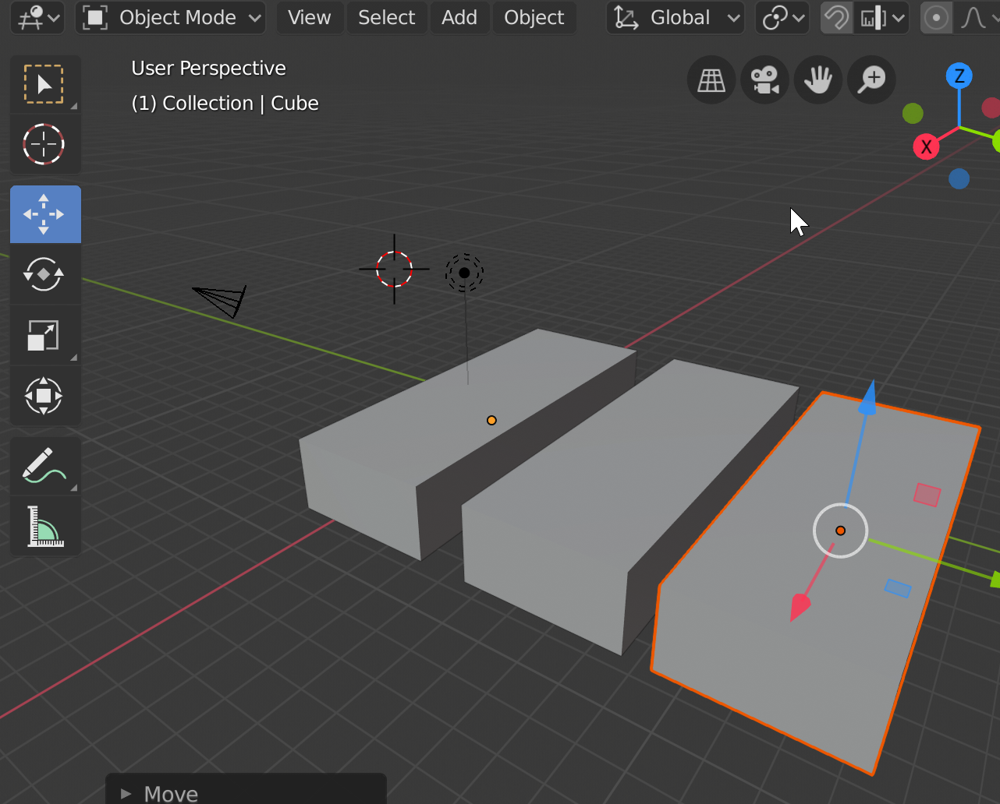 Object Mode View Select Add Object Global
User Perspective
(1) Collection | Cube
Z
X
Move